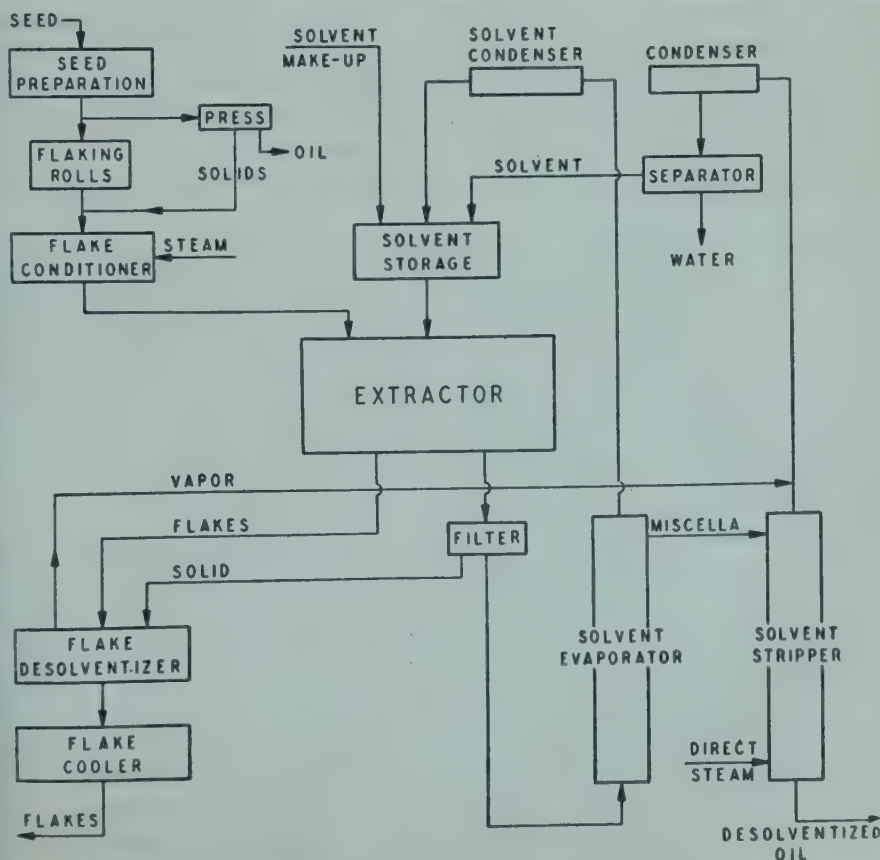 SEED
SEED
PREPARATION
PRESS
OIL
FLAKING
ROLLS
SOLIDS
FLAKE
CONDITIONER
STEAM
SOLVENT
MAKE-UP
SOLVENT
CONDENSER
CONDENSER
SOLVENT
SEPARATOR
SOLVENT
STORAGE
WATER
EXTRACTOR
VAPOR
FLAKES
SOLID
FILTER
MISCELLA
FLAKE
DESOLVENTIZER
SOLVENT
EVAPORATOR
SOLVENT
STRIPPER
FLAKE
COOLER
DIRECT
STEAM
FLAKES
DESOLVENTIZED
OIL